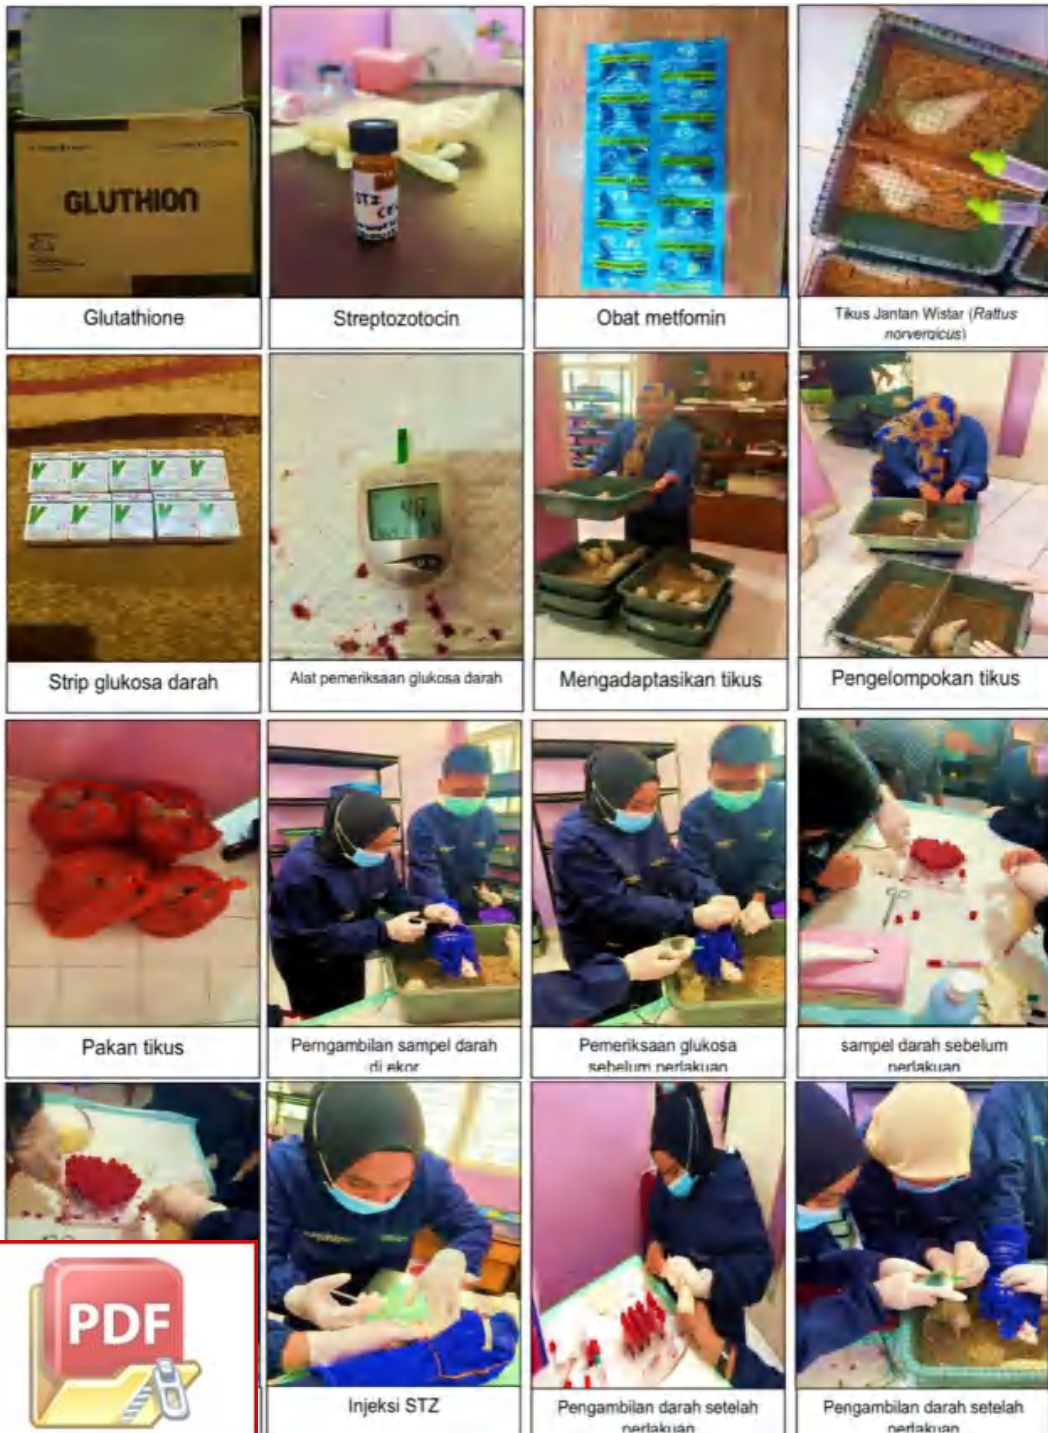 GLUTHION
Glutathione
STZ
Streptozotocin
Obat metfomin
Tikus Jantan Wistar (Rattus
norvergicus)
Strip glukosa darah
Alat pemeriksaan glukosa darah
Mengadaptasikan tikus
Pengelompokan tikus
Pakan tikus
Perngambilan sampel darah
di ekor
Pemeriksaan glukosa
sebelum perlakuan
sampel darah sebelum
perlakuan
PDF
Injeksi STZ
Pengambilan darah setelah
perlakuan
Pengambilan darah setelah
perlakuan